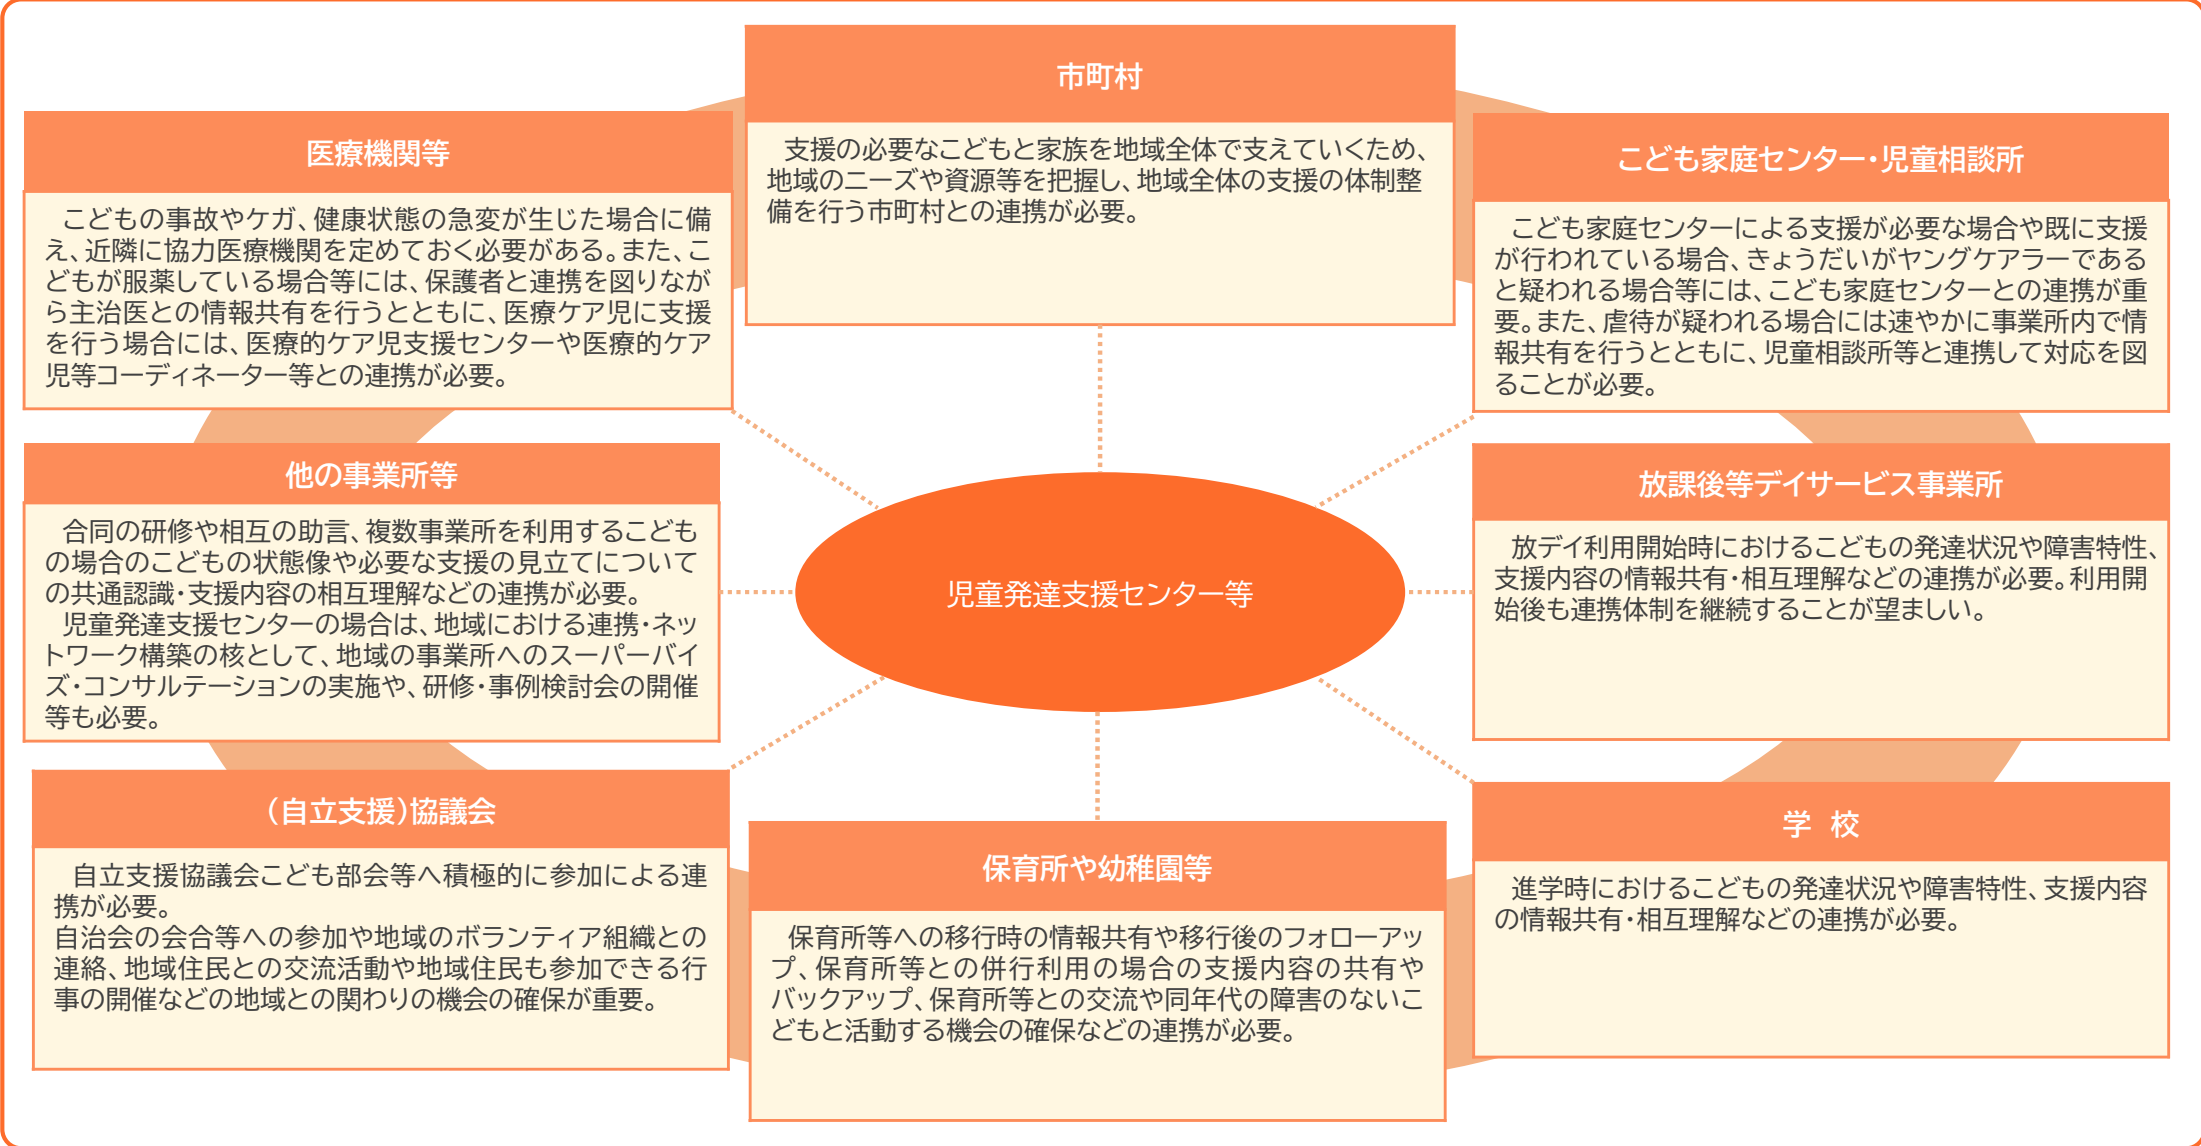 市町村
支援の必要なこどもと家族を地域全体で支えていくため、
地域のニーズや資源等を把握し、地域全体の支援の体制整
備を行う市町村との連携が必要。
医療機関等
こどもの事故やケガ、健康状態の急変が生じた場合に備
え、近隣に協力医療機関を定めておく必要がある。また、こ
どもが服薬している場合等には、保護者と連携を図りなが
ら主治医との情報共有を行うとともに、医療ケア児に支援
を行う場合には、医療的ケア児支援センターや医療的ケア
児等コーディネーター等との連携が必要。
こども家庭センター・児童相談所
こども家庭センターによる支援が必要な場合や既に支援
が行われている場合、きょうだいがヤングケアラーである
と疑われる場合等には、こども家庭センターとの連携が重
要。また、虐待が疑われる場合には速やかに事業所内で情
報共有を行うとともに、児童相談所等と連携して対応を図
ることが必要。
他の事業所等
合同の研修や相互の助言、複数事業所を利用するこども
の場合のこどもの状態像や必要な支援の見立てについて
の共通認識・支援内容の相互理解などの連携が必要。
児童発達支援センターの場合は、地域における連携・ネッ
トワーク構築の核として、地域の事業所へのスーパーバイ
ズ・コンサルテーションの実施や、研修・事例検討会の開催
等も必要。
児童発達支援センター等
放課後等デイサービス事業所
放デイ利用開始時におけるこどもの発達状況や障害特性、
支援内容の情報共有・相互理解などの連携が必要。利用開
始後も連携体制を継続することが望ましい。
（自立支援）協議会
自立支援協議会こども部会等へ積極的に参加による連
携が必要。
自治会の会合等への参加や地域のボランティア組織との
連絡、地域住民との交流活動や地域住民も参加できる行
事の開催などの地域との関わりの機会の確保が重要。
保育所や幼稚園等
保育所等への移行時の情報共有や移行後のフォローアッ
プ、保育所等との併行利用の場合の支援内容の共有や
バックアップ、保育所等との交流や同年代の障害のないこ
どもと活動する機会の確保などの連携が必要。
学　校
進学時におけるこどもの発達状況や障害特性、支援内容
の情報共有・相互理解などの連携が必要。